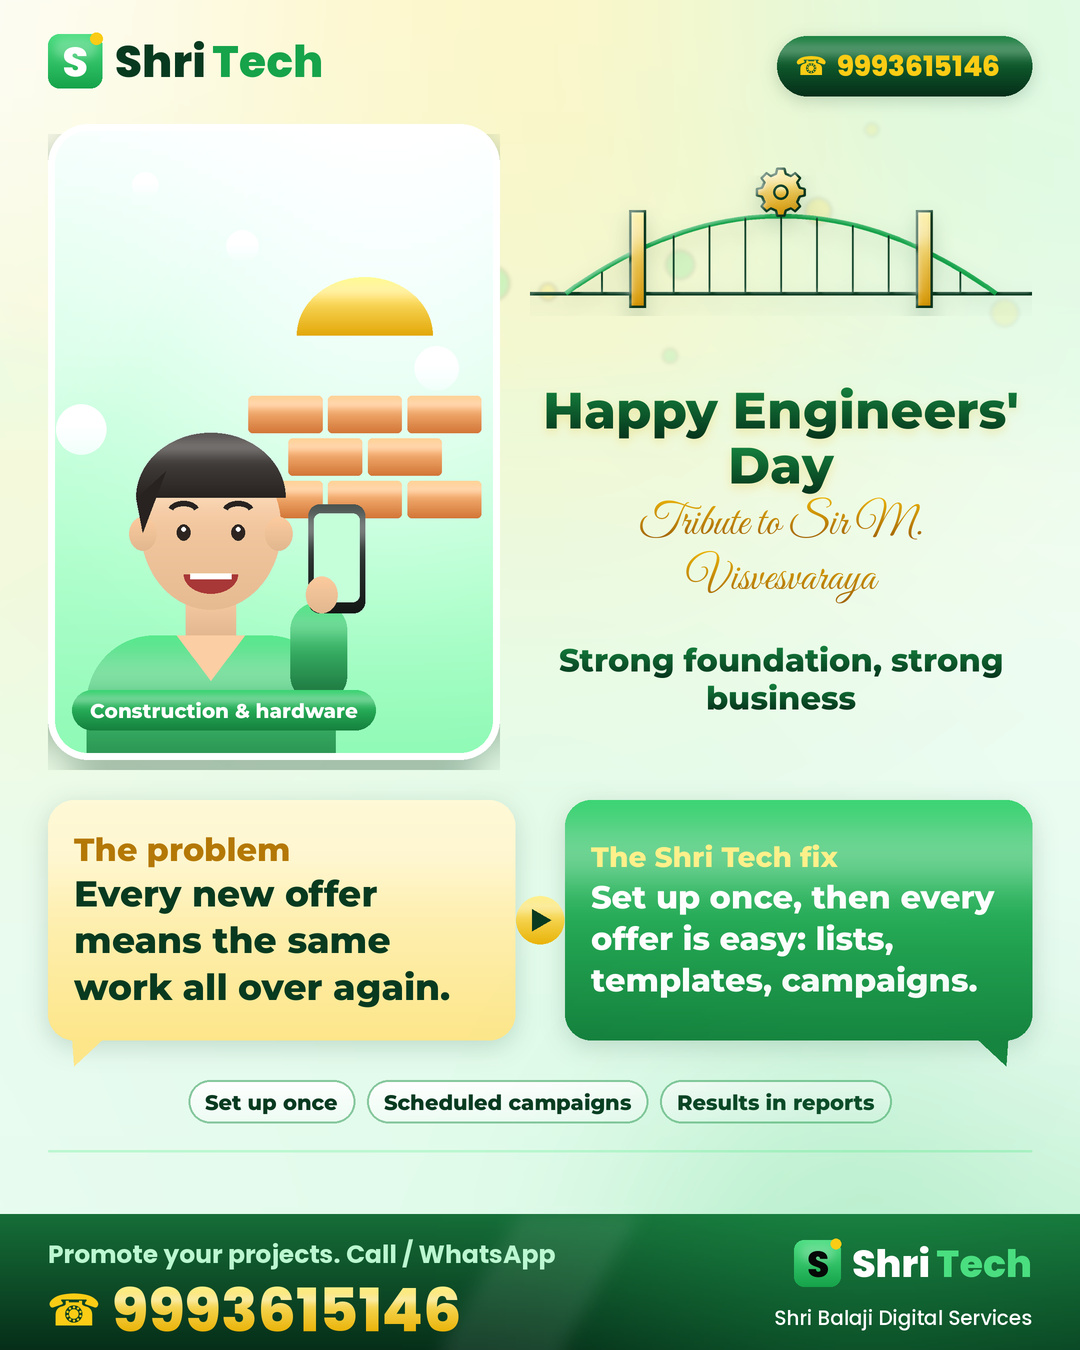 S Shri Tech
☎ 9993615146
Happy Engineers'
Day
Tribute to Sir M.
Visvesvaraya
Strong foundation, strong
business
Construction & hardware
The problem
Every new offer
means the same
work all over again.
The Shri Tech fix
Set up once, then every
offer is easy: lists,
templates, campaigns.
Set up once
Scheduled campaigns
Results in reports
Promote your projects. Call / WhatsApp
☎ 9993615146
S Shri Tech
Shri Balaji Digital Services